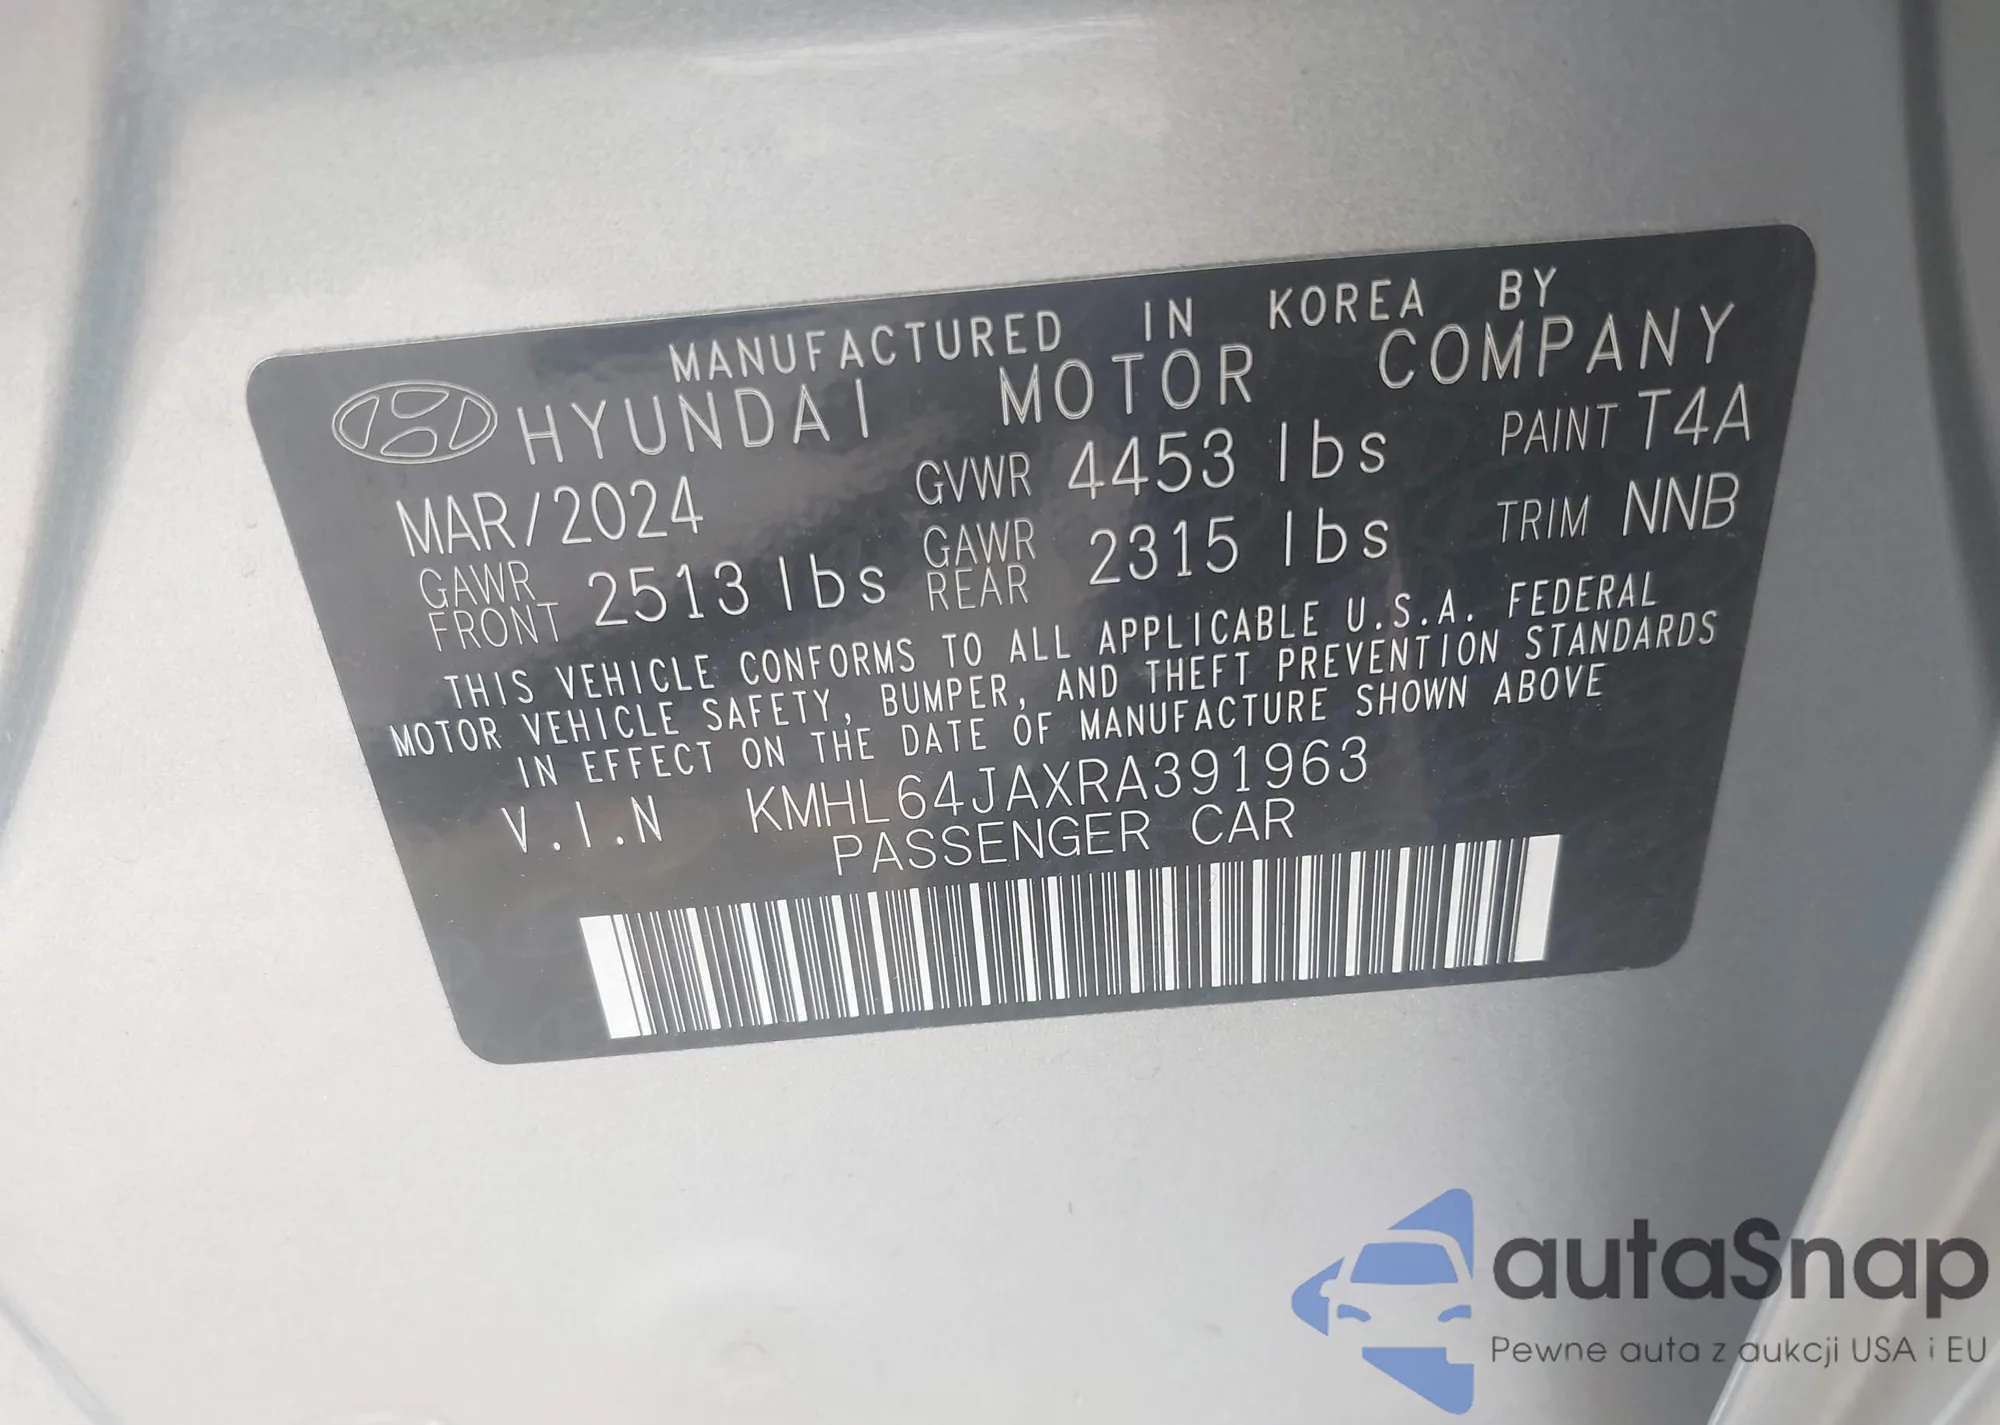 MANUFACTURED IN KOREA BY
HYUNDAI MOTOR COMPANY
MAR/2024 GVWR 4453 lbs PAINT T4A
GAWR FRONT 2513 lbs GAWR REAR 2315 lbs TRIM NNB
THIS VEHICLE CONFORMS TO ALL APPLICABLE U.S.A. FEDERAL
MOTOR VEHICLE SAFETY, BUMPER, AND THEFT PREVENTION STANDARDS
IN EFFECT ON THE DATE OF MANUFACTURE SHOWN ABOVE
V.I.N KMHL64JAXRA391963
PASSENGER CAR
autaSnap
Pewne auta z aukcji USA i EU